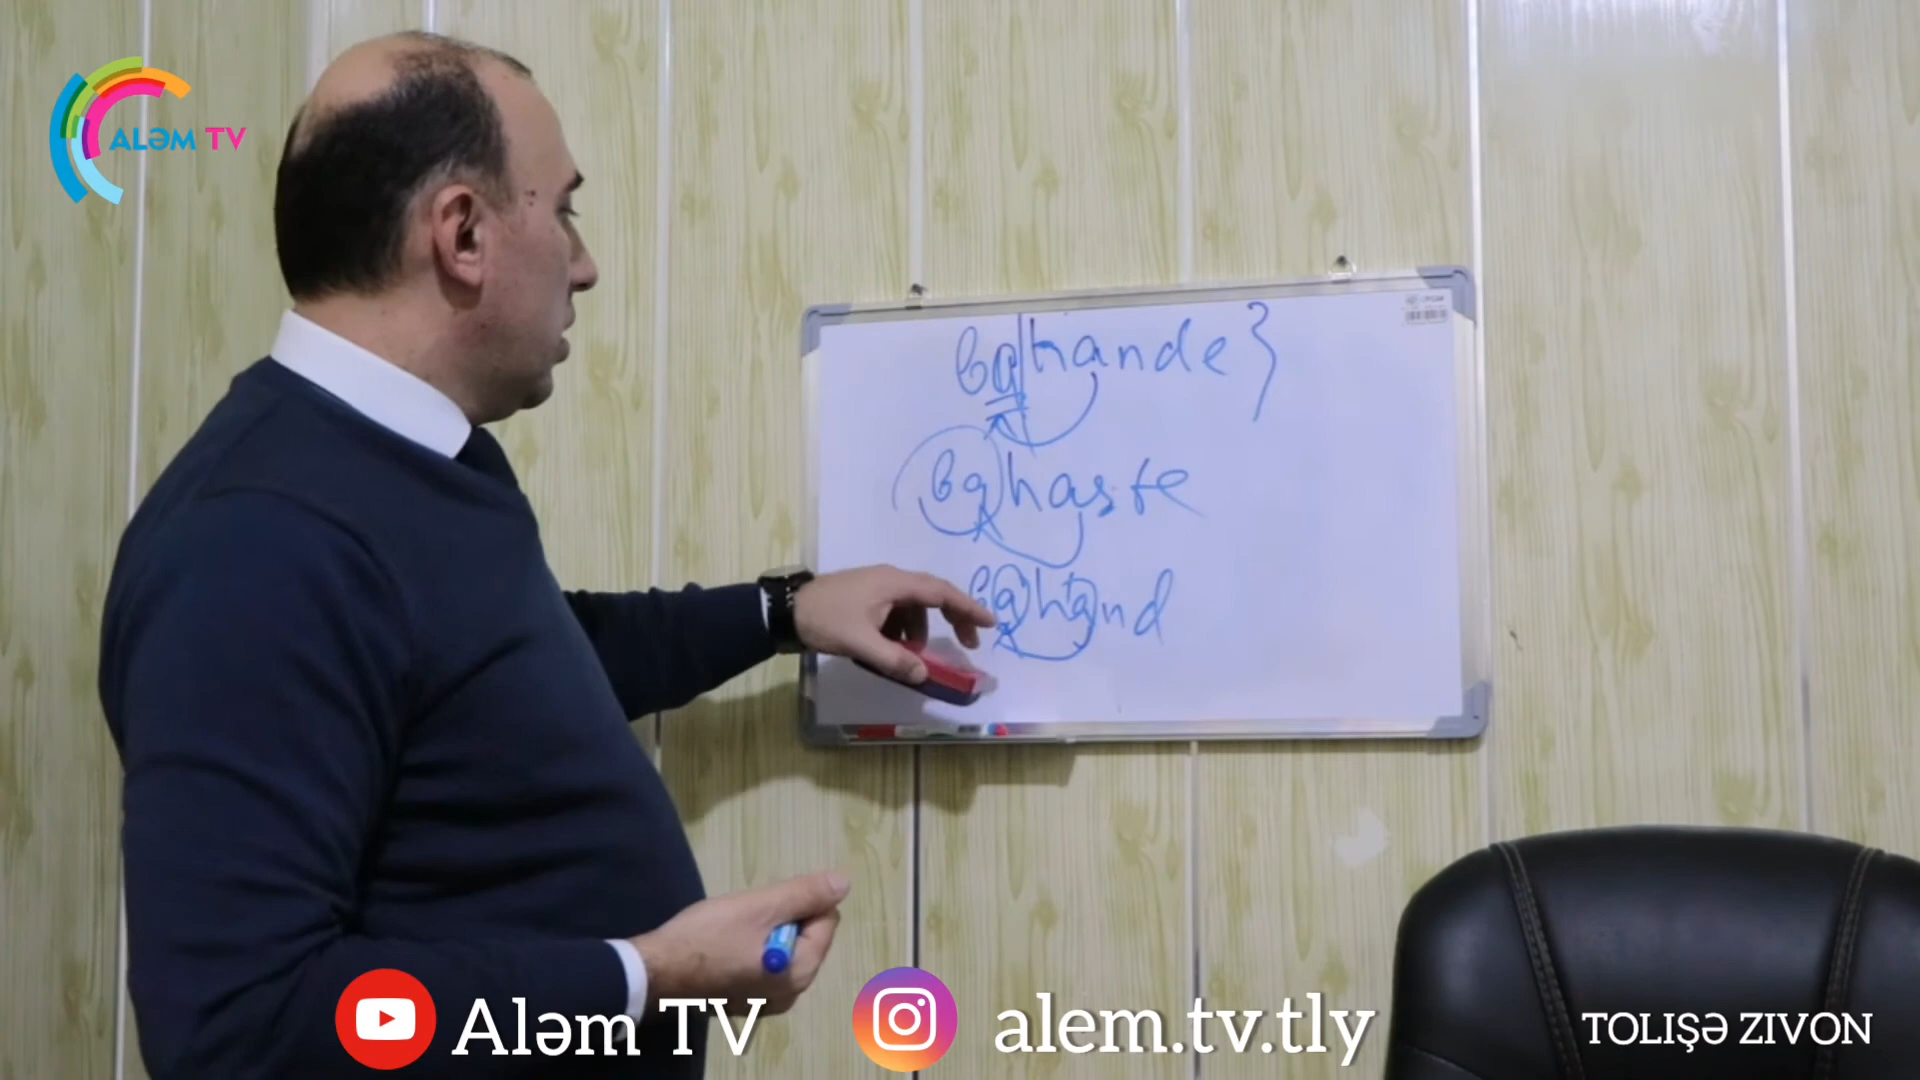 ALƏM TV
bahande}
bahaste
bahand
Aləm TV
alem.tv.tly
TOLIŞƏ ZIVON